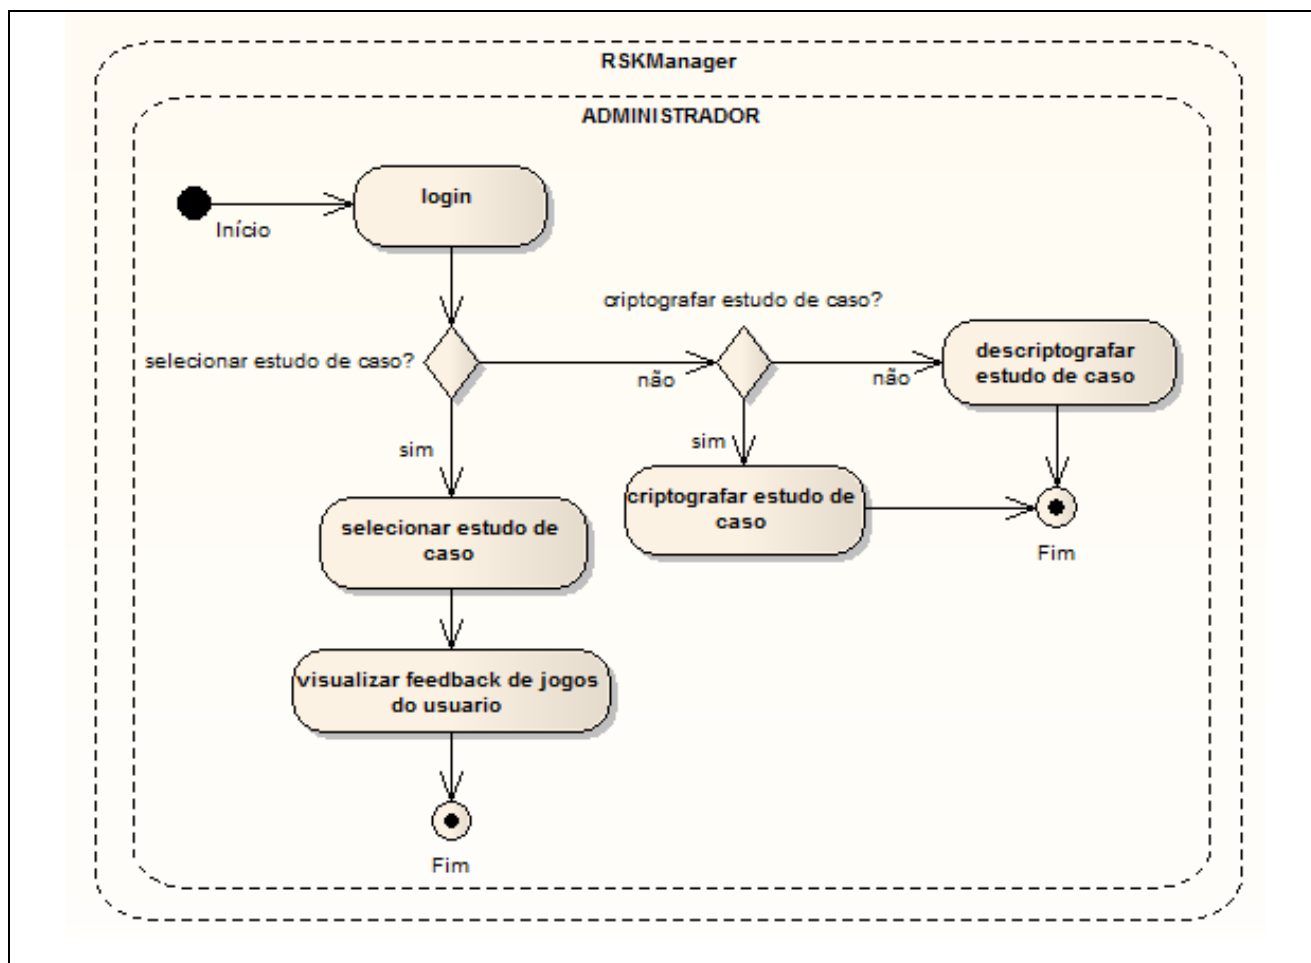 RSKManager
ADMINISTRADOR
login
Início
criptografar estudo de caso?
selecionar estudo de caso?
não
não
descriptografar
estudo de caso
sim
sim
criptografar estudo de
caso
selecionar estudo de
caso
Fim
visualizar feedback de jogos
do usuario
Fim